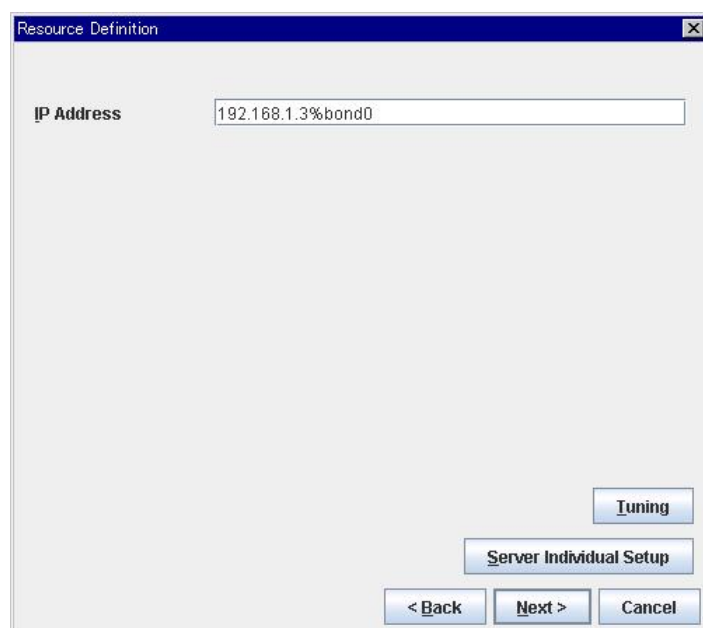 Resource Definition
IP Address
192.168.1.3%bond0
Tuning
Server Individual Setup
< Back
Next >
Cancel